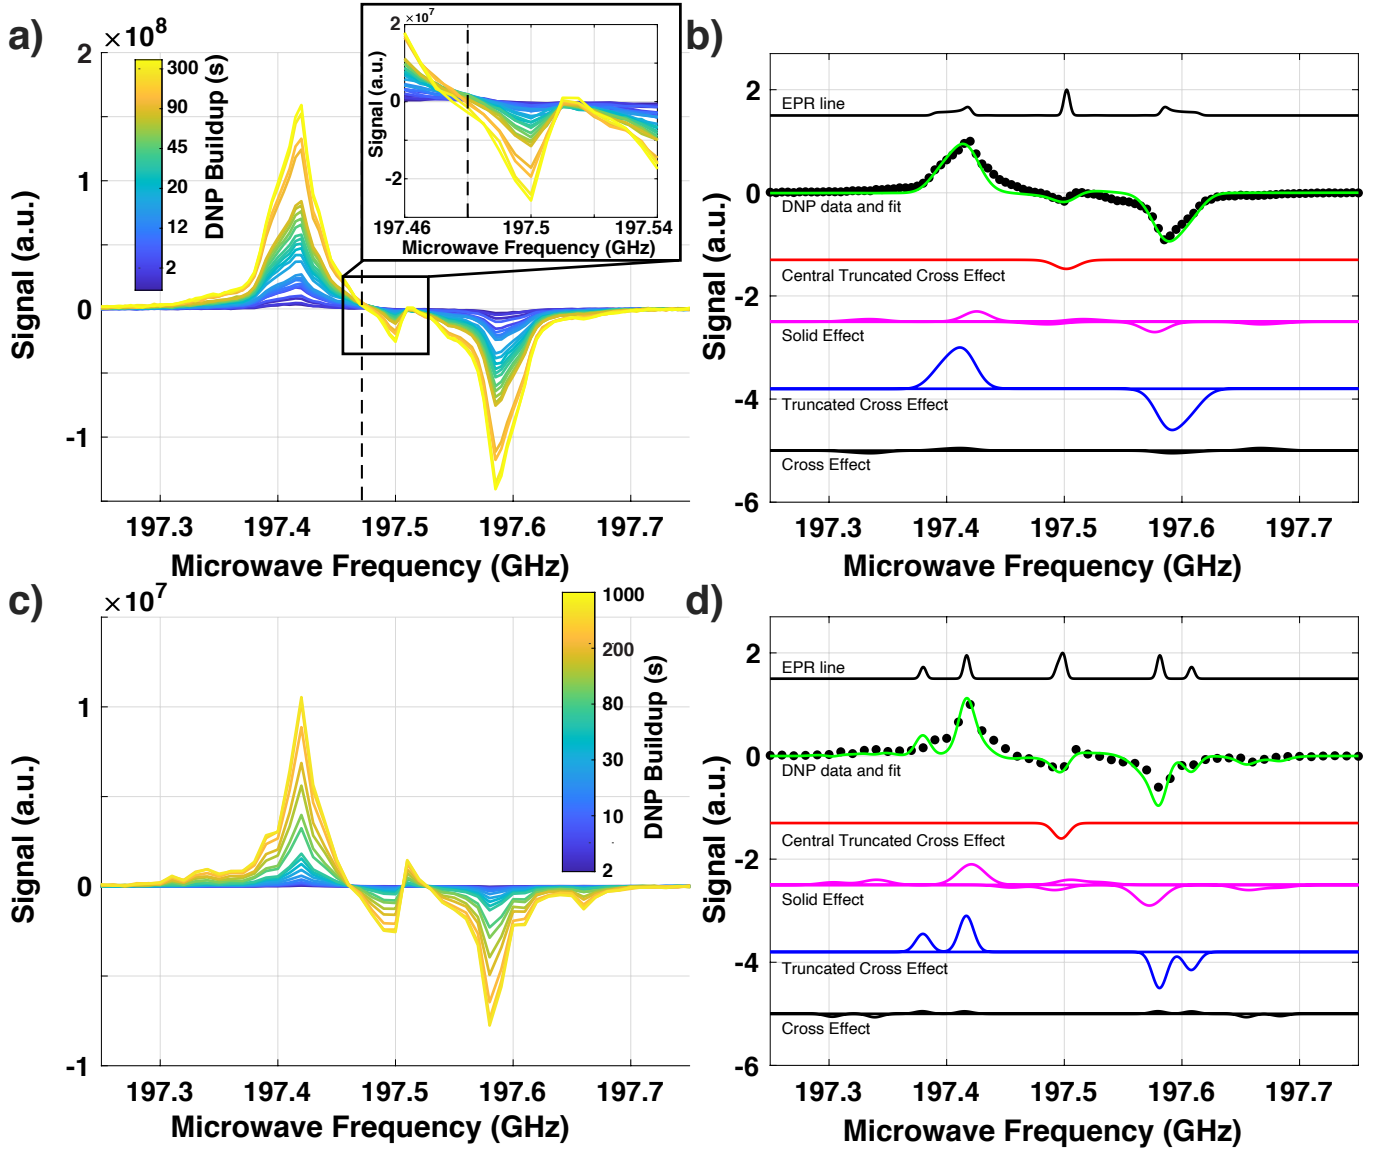 a)
×10⁸
2
1
0
-1
Signal (a.u.)
300
90
45
20
12
2
DNP Buildup (s)
×10⁷
2
0
-2
Signal (a.u.)
197.46
197.5
197.54
Microwave Frequency (GHz)
197.3
197.4
197.5
197.6
197.7
Microwave Frequency (GHz)
b)
2
0
-2
-4
-6
Signal (a.u.)
EPR line
DNP data and fit
Central Truncated Cross Effect
Solid Effect
Truncated Cross Effect
Cross Effect
197.3
197.4
197.5
197.6
197.7
Microwave Frequency (GHz)
c)
×10⁷
1
0
-1
Signal (a.u.)
1000
200
80
30
10
2
DNP Buildup (s)
197.3
197.4
197.5
197.6
197.7
Microwave Frequency (GHz)
d)
2
0
-2
-4
-6
Signal (a.u.)
EPR line
DNP data and fit
Central Truncated Cross Effect
Solid Effect
Truncated Cross Effect
Cross Effect
197.3
197.4
197.5
197.6
197.7
Microwave Frequency (GHz)